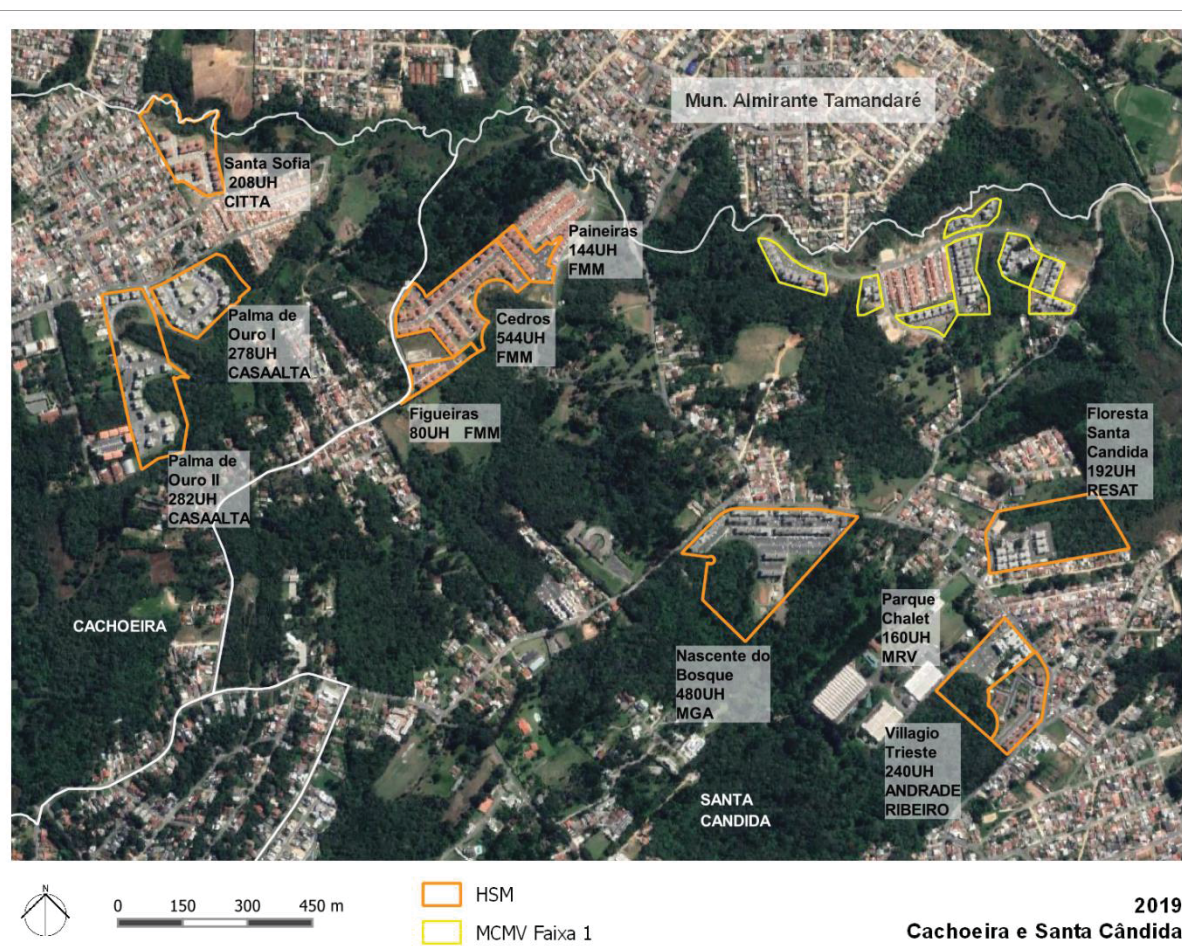 Mun. Almirante Tamandaré
Santa Sofia
208UH
CITTA
Paineiras
144UH
FMM
Palma de
Ouro I
278UH
CASAALTA
Cedros
544UH
FMM
Figueiras
80UH FMM
Palma de
Ouro II
282UH
CASAALTA
Floresta
Santa
Candida
192UH
RESAT
CACHOEIRA
Parque
Chalet
160UH
MRV
Nascente do
Bosque
480UH
MGA
Villagio
Trieste
240UH
ANDRADE
RIBEIRO
SANTA
CANDIDA
N
0 150 300 450 m
HSM
MCMV Faixa 1
2019
Cachoeira e Santa Cândida